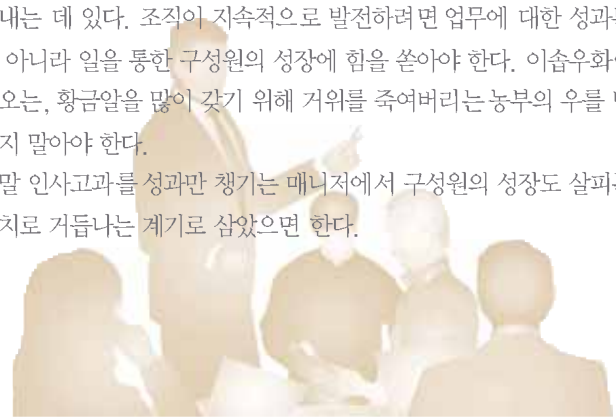 내는 데 있다. 조직이 지속적으로 발전하려면 업무에 대한 성과
아니라 일을 통한 구성원의 성장에 힘을 쏟아야 한다. 이솝우화
오는, 황금알을 많이 갖기 위해 거위를 죽여버리는 농부의 우를
지 말아야 한다.
말 인사고과를 성과만 챙기는 매니저에서 구성원의 성장도 살피
치로 거듭나는 계기로 삼았으면 한다.